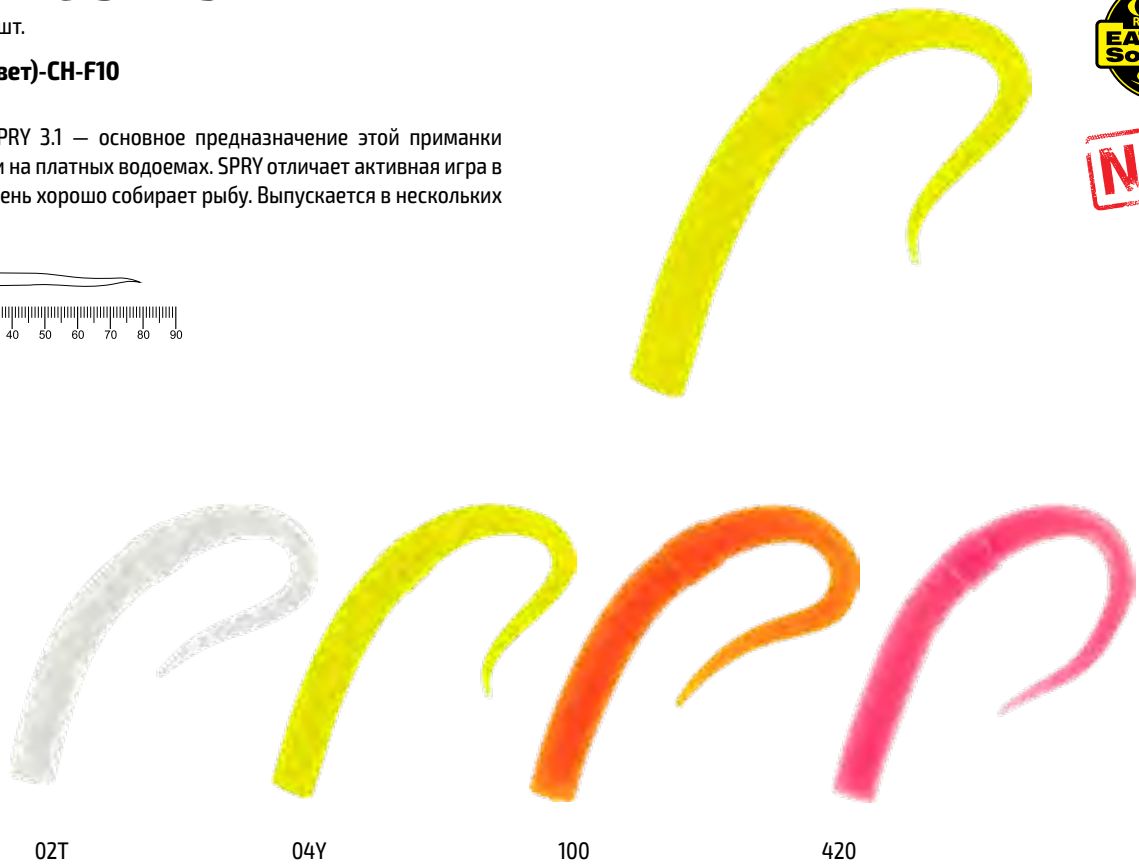 шт.
вет)-CH-F10
PRY 3.1 — основное предназначение этой приманки
и на платных водоемах. SPRY отличает активная игра в
ень хорошо собирает рыбу. Выпускается в нескольких
40 50 60 70 80 90
02T 04Y 100 420